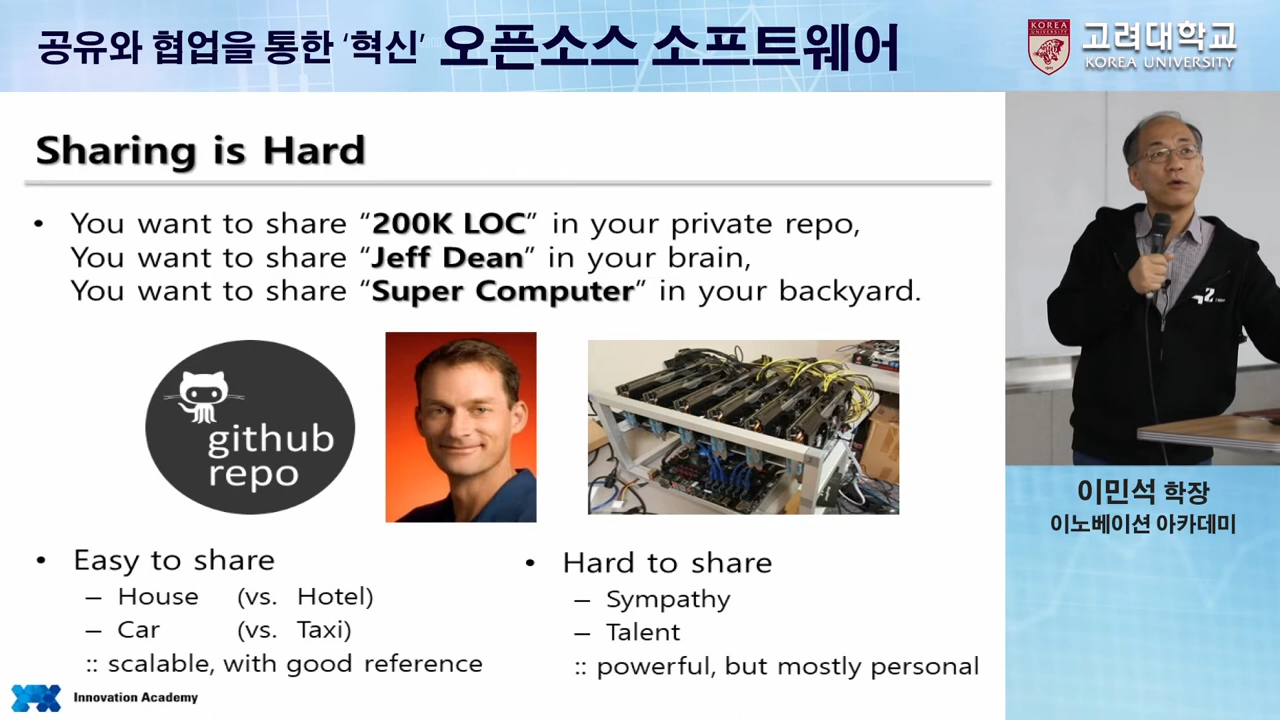 공유와 협업을 통한 ‘혁신’ 오픈소스 소프트웨어
KOREA
UNIVERSITY
고려대학교
KOREA UNIVERSITY
Sharing is Hard
• You want to share “200K LOC” in your private repo,
You want to share “Jeff Dean” in your brain,
You want to share “Super Computer” in your backyard.
github
repo
• Easy to share
– House (vs. Hotel)
– Car (vs. Taxi)
:: scalable, with good reference
• Hard to share
– Sympathy
– Talent
:: powerful, but mostly personal
이민석 학장
이노베이션 아카데미
Innovation Academy